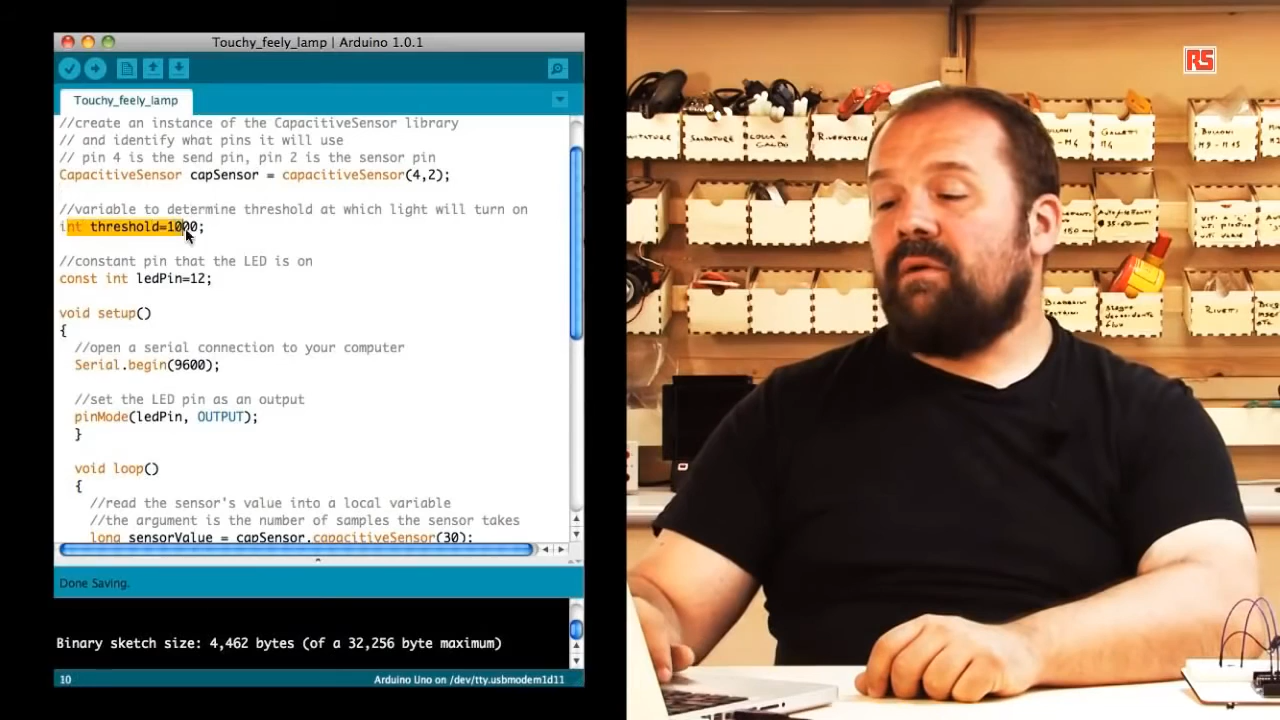 Touchy_feely_lamp | Arduino 1.0.1
RS
Touchy_feely_lamp
//create an instance of the CapacitiveSensor library
// and identify what pins it will use
// pin 4 is the send pin, pin 2 is the sensor pin
CapacitiveSensor capSensor = capacitiveSensor(4,2);
//variable to determine threshold at which light will turn on
int threshold=1000;
//constant pin that the LED is on
const int ledPin=12;
void setup()
{
//open a serial connection to your computer
Serial.begin(9600);
//set the LED pin as an output
pinMode(ledPin, OUTPUT);
}
void loop()
{
//read the sensor's value into a local variable
//the argument is the number of samples the sensor takes
long sensorValue = capSensor.capacitiveSensor(30);
Done Saving.
Binary sketch size: 4,462 bytes (of a 32,256 byte maximum)
10
Arduino Uno on /dev/tty.usbmodem1d11
SALDATURE
COLLA A
CALDO
RIVETTI